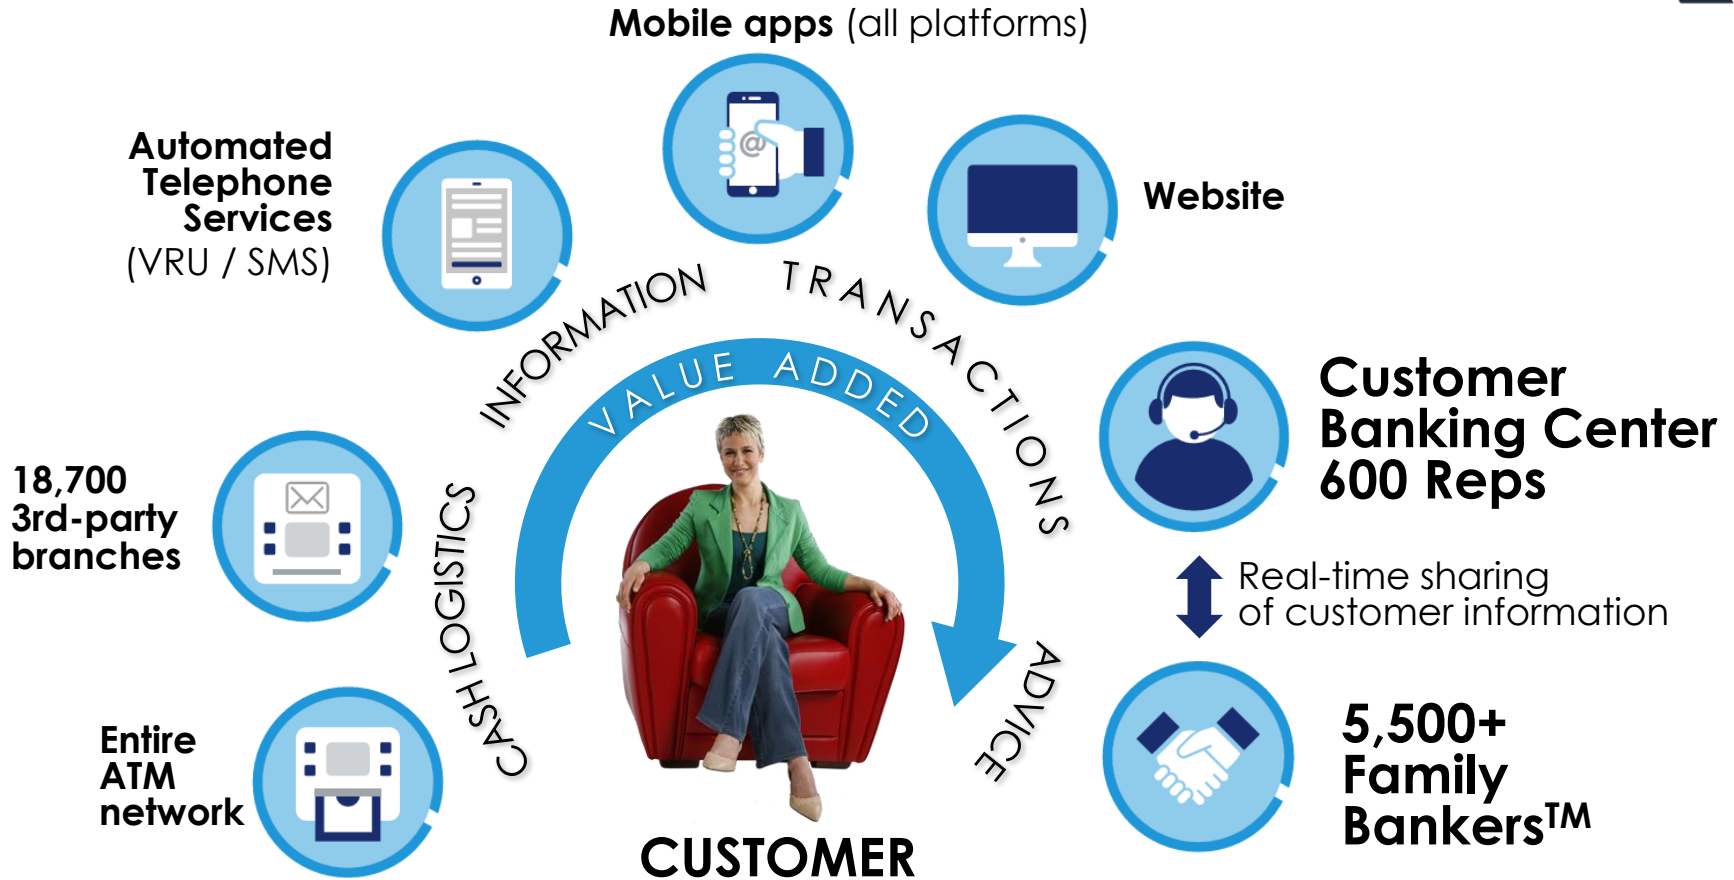 Mobile apps (all platforms)
Automated
Telephone
Services
(VRU / SMS)
Website
INFORMATION
TRANSACTIONS
VALUE ADDED
Customer
Banking Center
600 Reps
18,700
3rd-party
branches
CASH LOGISTICS
Real-time sharing
of customer information
ADVICE
Entire
ATM
network
5,500+
Family
Bankers™
@
CUSTOMER